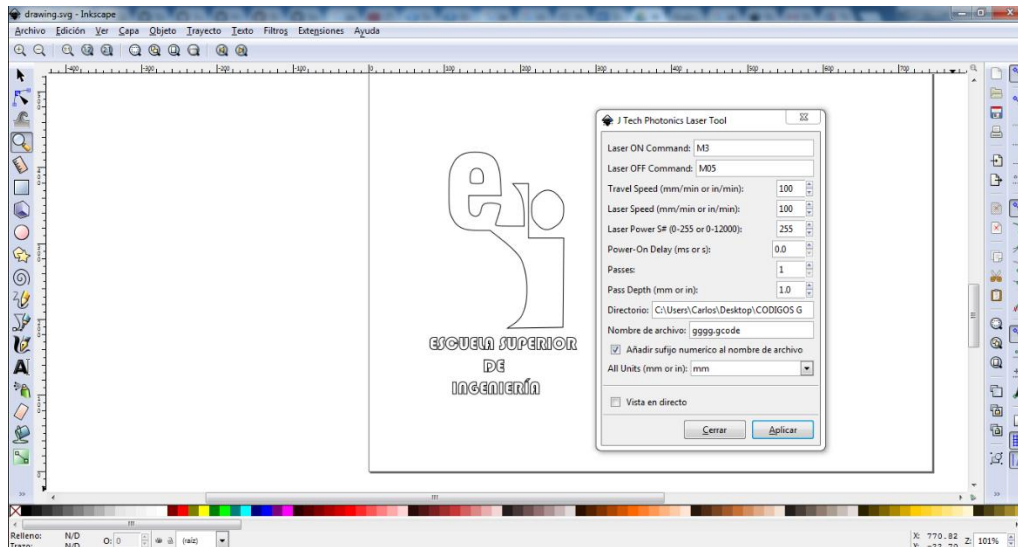 drawing.svg - Inkscape
Archivo Edición Ver Capa Objeto Trayecto Texto Filtros Extensiones Ayuda
J Tech Photonics Laser Tool
Laser ON Command: M3
Laser OFF Command: M05
Travel Speed (mm/min or in/min): 100
Laser Speed (mm/min or in/min): 100
Laser Power S# (0-255 or 0-12000): 255
Power-On Delay (ms or s): 0.0
Passes: 1
Pass Depth (mm or in): 1.0
Directorio: C:\Users\Carlos\Desktop\CODIGOS G
Nombre de archivo: gggg.gcode
Añadir sufijo numerico al nombre de archivo
All Units (mm or in): mm
Vista en directo
Cerrar Aplicar
ei
ESCUELA SUPERIOR
DE
INGENIERÍA
Relleno: N/D O: 0 (raíz) X: 770.82 Z: 101%
Trazo: N/D